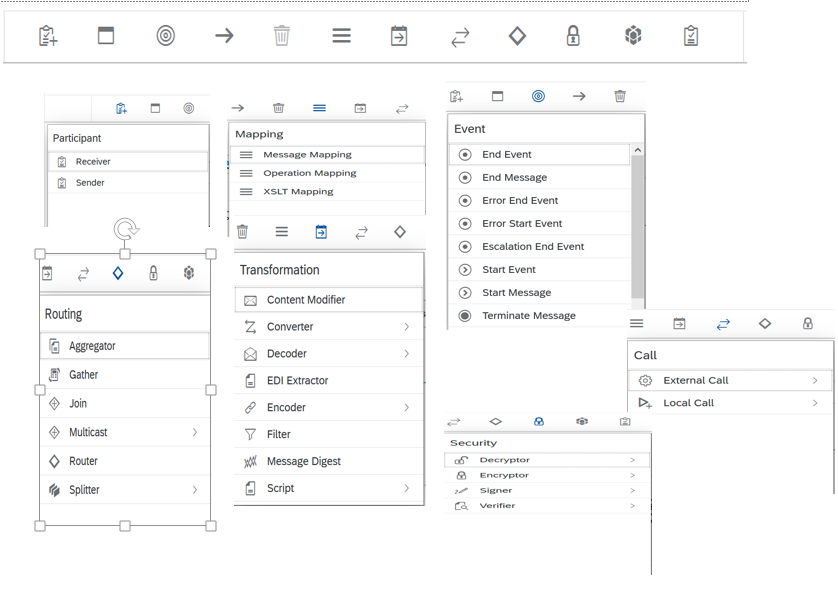 Participant
Receiver
Sender
Mapping
Message Mapping
Operation Mapping
XSLT Mapping
Event
End Event
End Message
Error End Event
Error Start Event
Escalation End Event
Start Event
Start Message
Terminate Message
Routing
Aggregator
Gather
Join
Multicast
Router
Splitter
Transformation
Content Modifier
Converter
Decoder
EDI Extractor
Encoder
Filter
Message Digest
Script
Call
External Call
Local Call
Security
Decryptor
Encryptor
Signer
Verifier